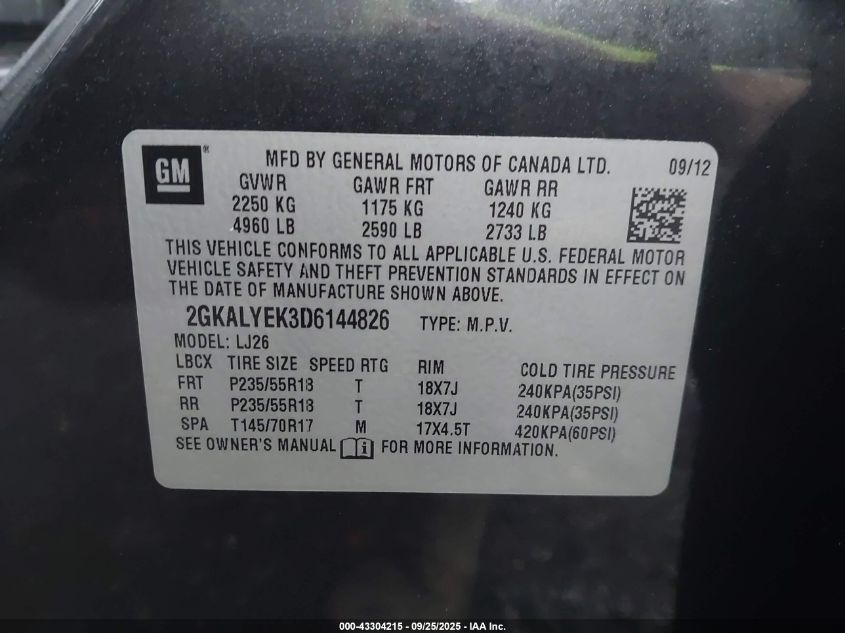 GM ®
MFD BY GENERAL MOTORS OF CANADA LTD. 09/12
GVWR GAWR FRT GAWR RR
2250 KG 1175 KG 1240 KG
4960 LB 2590 LB 2733 LB
THIS VEHICLE CONFORMS TO ALL APPLICABLE U.S. FEDERAL MOTOR
VEHICLE SAFETY AND THEFT PREVENTION STANDARDS IN EFFECT ON
THE DATE OF MANUFACTURE SHOWN ABOVE.
2GKALYEK3D6144826 TYPE: M.P.V.
MODEL: LJ26
LBCX TIRE SIZE SPEED RTG RIM COLD TIRE PRESSURE
FRT P235/55R18 T 18X7J 240KPA(35PSI)
RR P235/55R18 T 18X7J 240KPA(35PSI)
SPA T145/70R17 M 17X4.5T 420KPA(60PSI)
SEE OWNER'S MANUAL i FOR MORE INFORMATION.
000-43304215 - 09/25/2025 - IAA Inc.